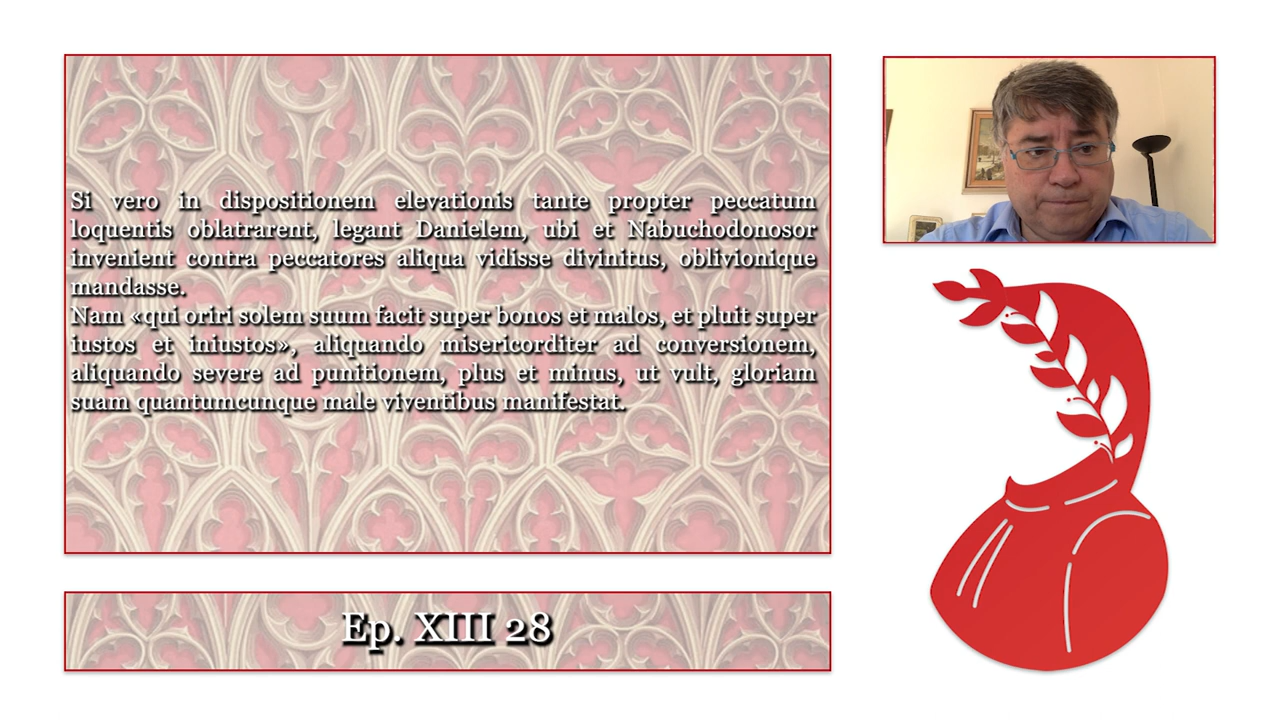 Si vero in dispositionem elevationis tante propter peccatum
loquentis oblatrarent, legant Danielem, ubi et Nabuchodonosor
invenient contra peccatores aliqua vidisse divinitus, oblivionique
mandasse.
Nam «qui oriri solem suum facit super bonos et malos, et pluit super
iustos et iniustos», aliquando misericorditer ad conversionem,
aliquando severe ad punitionem, plus et minus, ut vult, gloriam
suam quantumcunque male viventibus manifestat.
Ep. XIII 28